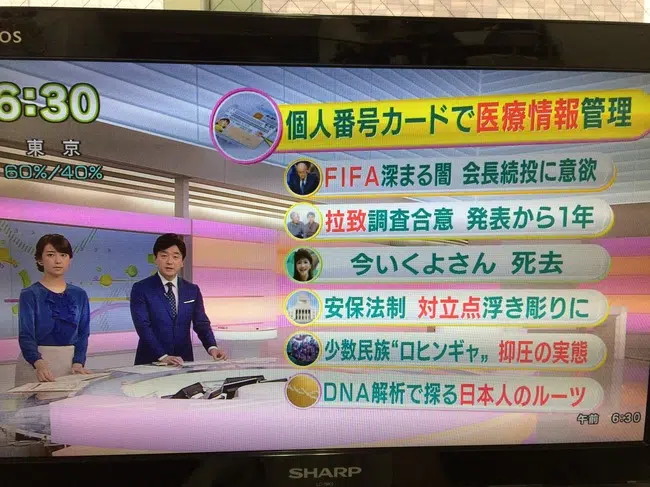 OS
6:30
東京
60%/40%
個人番号カードで医療情報管理
FIFA深まる闇 会長続投に意欲
拉致調査合意 発表から1年
今いくよさん 死去
安保法制 対立点浮き彫りに
少数民族“ロヒンギャ„ 抑圧の実態
DNA解析で探る日本人のルーツ
午前 6:30
SHARP